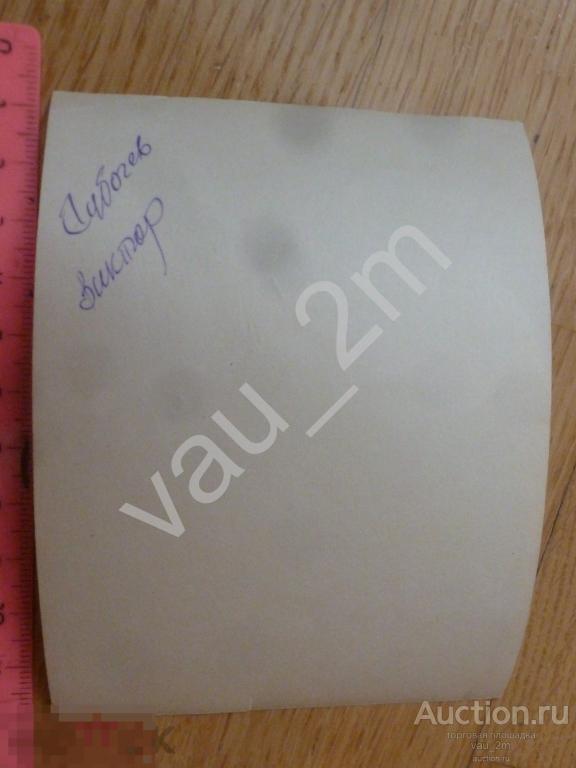 Виктор
vau_2m
Auction.ru
торговая площадка
vau_2m
auction.ru